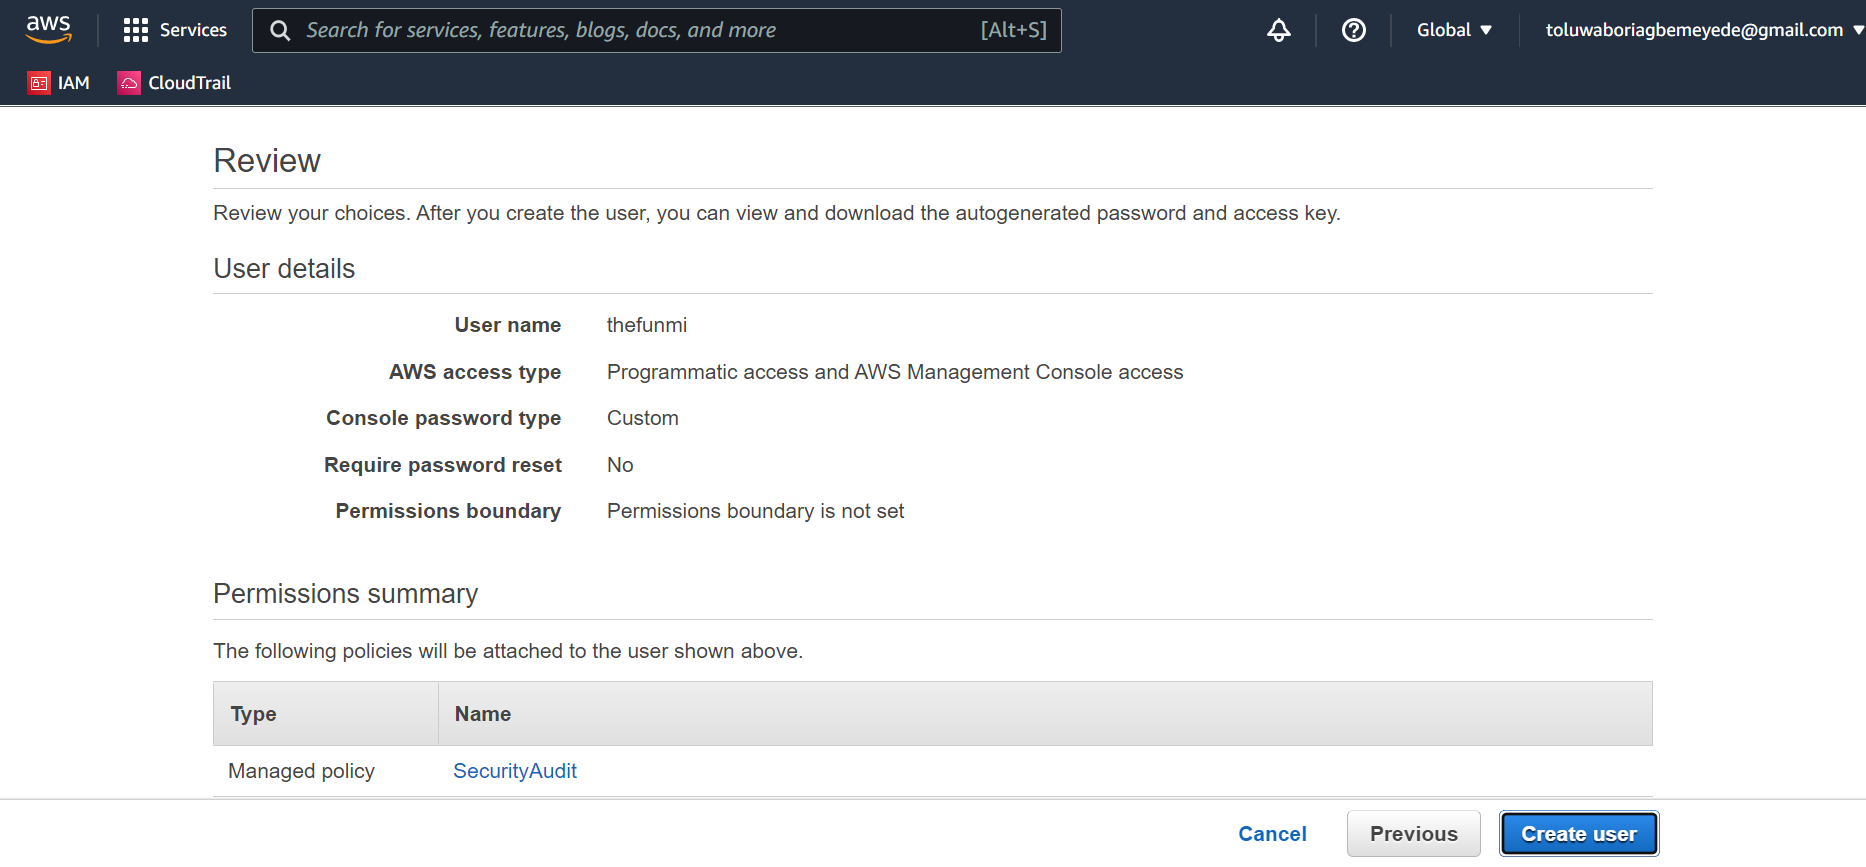 aws Services Search for services, features, blogs, docs, and more [Alt+S] Global toluwaboriagbemeyede@gmail.com
IAM CloudTrail
Review
Review your choices. After you create the user, you can view and download the autogenerated password and access key.
User details
User name thefunmi
AWS access type Programmatic access and AWS Management Console access
Console password type Custom
Require password reset No
Permissions boundary Permissions boundary is not set
Permissions summary
The following policies will be attached to the user shown above.
Type Name
Managed policy SecurityAudit
Cancel Previous Create user